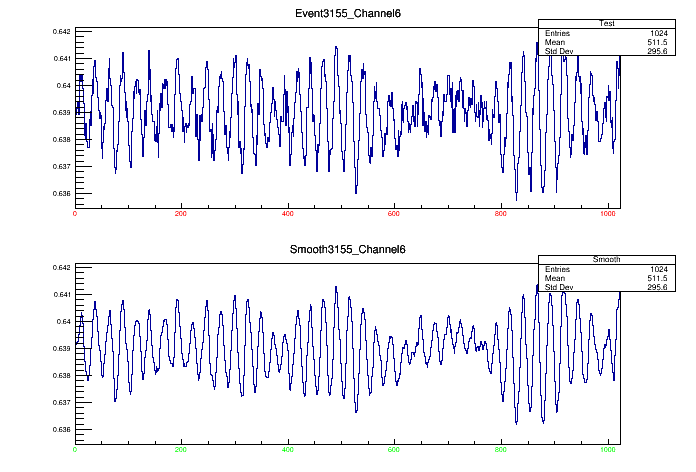 Event3155_Channel6
Test
Entries 1024
Mean 511.5
Std Dev 295.6
0.642
0.641
0.64
0.639
0.638
0.637
0.636
0 200 400 600 800 1000
Smooth3155_Channel6
Smooth
Entries 1024
Mean 511.5
Std Dev 295.6
0.642
0.641
0.64
0.639
0.638
0.637
0.636
0 200 400 600 800 1000